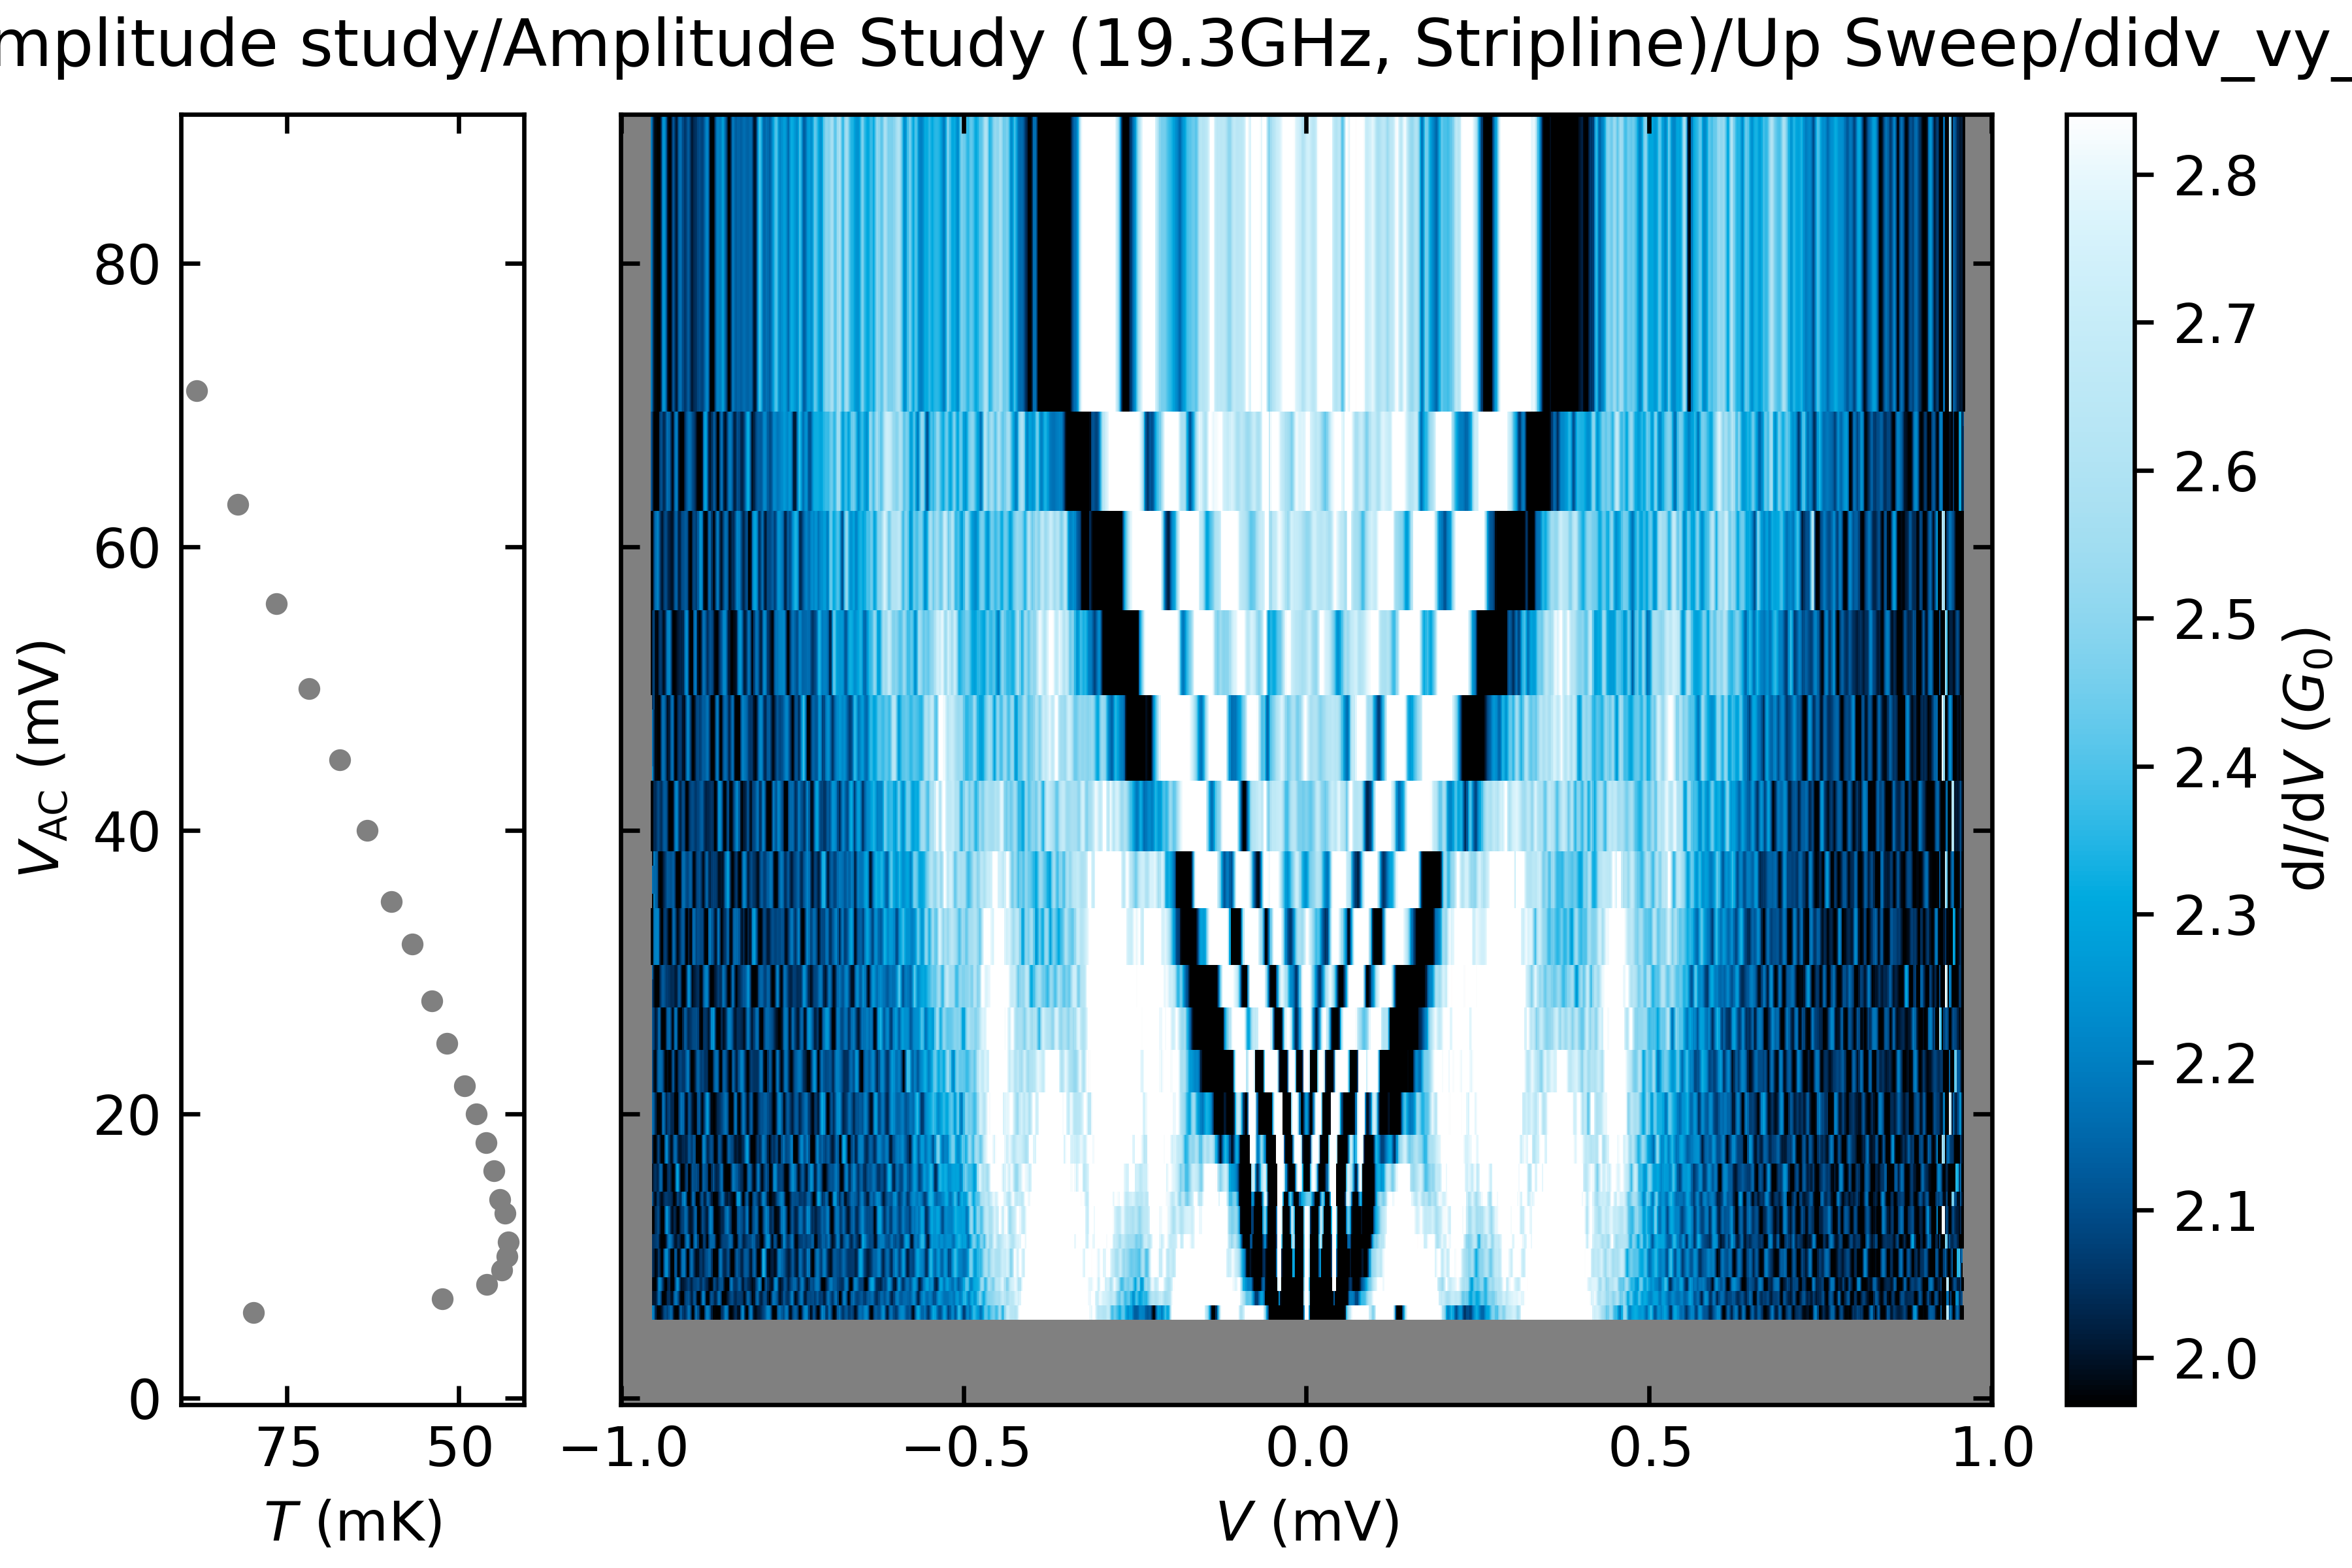 mplitude study/Amplitude Study (19.3GHz, Stripline)/Up Sweep/didv_vy_
V_AC (mV)
80
60
40
20
0
75 50
T (mK)
−1.0 −0.5 0.0 0.5 1.0
V (mV)
2.8
2.7
2.6
2.5
2.4
2.3
2.2
2.1
2.0
dI/dV (G₀)